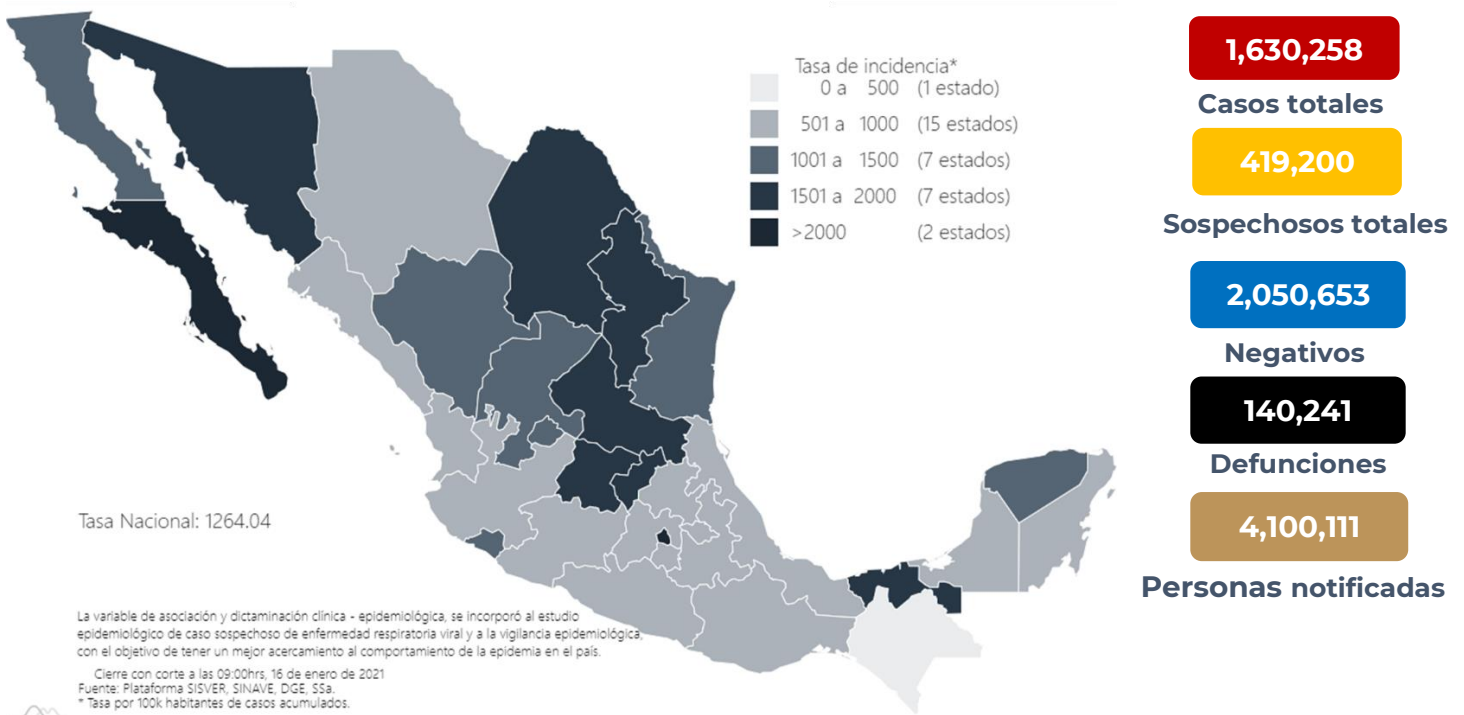 Tasa de incidencia*
0 a 500 (1 estado)
501 a 1000 (15 estados)
1001 a 1500 (7 estados)
1501 a 2000 (7 estados)
>2000 (2 estados)
Tasa Nacional: 1264.04
La variable de asociación y dictaminación clínica - epidemiológica, se incorporó al estudio
epidemiológico de caso sospechoso de enfermedad respiratoria viral y a la vigilancia epidemiológica,
con el objetivo de tener un mejor acercamiento al comportamiento de la epidemia en el país.
Cierre con corte a las 09:00hrs, 16 de enero de 2021
Fuente: Plataforma SISVER, SINAVE, DGE, SSa.
* Tasa por 100k habitantes de casos acumulados.
1,630,258
Casos totales
419,200
Sospechosos totales
2,050,653
Negativos
140,241
Defunciones
4,100,111
Personas notificadas